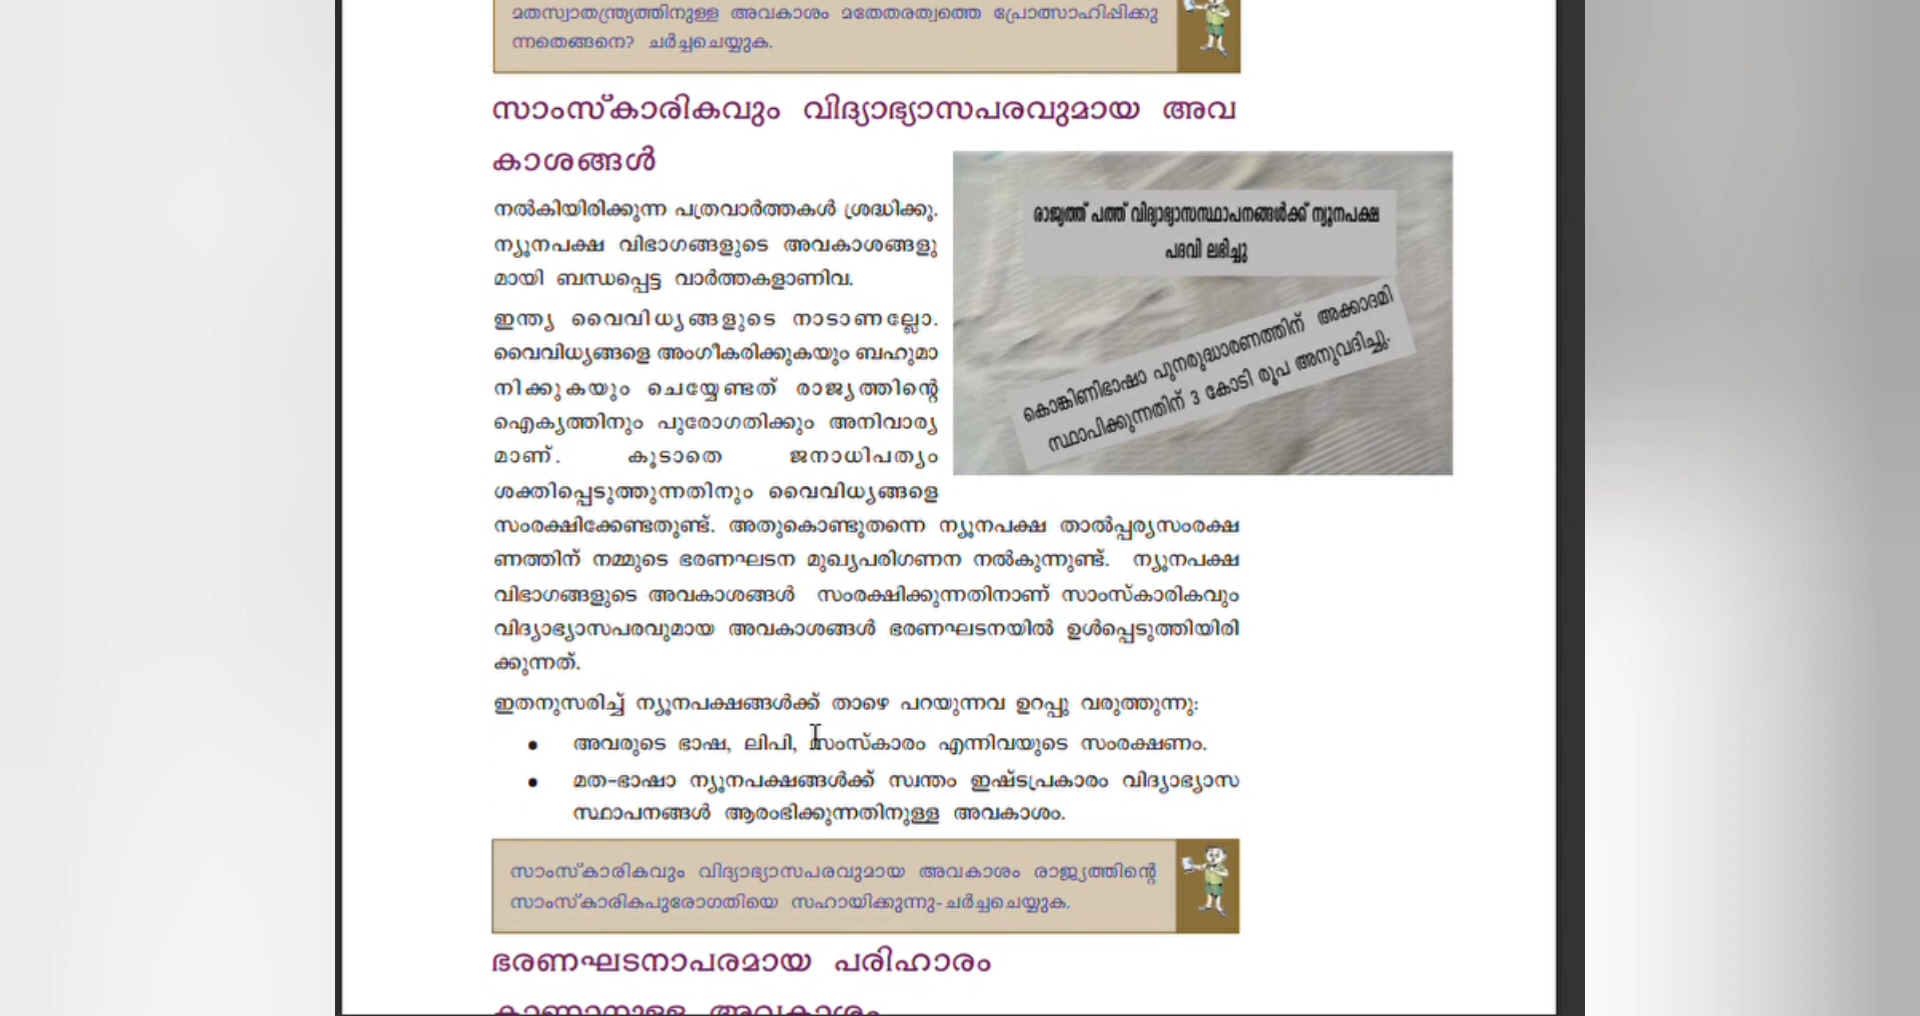 മതസ്വാതന്ത്ര്യത്തിനുള്ള അവകാശം മതേതരത്വത്തെ പ്രോത്സാഹിപ്പിക്കു
ന്നതെങ്ങനെ? ചർച്ചചെയ്യുക.
സാംസ്കാരികവും വിദ്യാഭ്യാസപരവുമായ അവ
കാശങ്ങൾ
നൽകിയിരിക്കുന്ന പത്രവാർത്തകൾ ശ്രദ്ധിക്കൂ.
ന്യൂനപക്ഷ വിഭാഗങ്ങളുടെ അവകാശങ്ങളു
മായി ബന്ധപ്പെട്ട വാർത്തകളാണിവ.
ഇന്ത്യ വൈവിധ്യങ്ങളുടെ നാടാണല്ലോ.
വൈവിധ്യങ്ങളെ അംഗീകരിക്കുകയും ബഹുമാ
നിക്കുകയും ചെയ്യേണ്ടത് രാജ്യത്തിന്റെ
ഐക്യത്തിനും പുരോഗതിക്കും അനിവാര്യ
മാണ്. കൂടാതെ ജനാധിപത്യം
ശക്തിപ്പെടുത്തുന്നതിനും വൈവിധ്യങ്ങളെ
രാജ്യത്ത് പത്ത് വിദ്യാഭ്യാസസ്ഥാപനങ്ങൾക്ക് ന്യൂനപക്ഷ
പദവി ലഭിച്ചു
കൊങ്കിണിഭാഷാ പുനരുദ്ധാരണത്തിന് അക്കാദമി
സ്ഥാപിക്കുന്നതിന് 3 കോടി രൂപ അനുവദിച്ചു.
സംരക്ഷിക്കേണ്ടതുണ്ട്. അതുകൊണ്ടുതന്നെ ന്യൂനപക്ഷ താൽപ്പര്യസംരക്ഷ
ണത്തിന് നമ്മുടെ ഭരണഘടന മുഖ്യപരിഗണന നൽകുന്നുണ്ട്. ന്യൂനപക്ഷ
വിഭാഗങ്ങളുടെ അവകാശങ്ങൾ സംരക്ഷിക്കുന്നതിനാണ് സാംസ്കാരികവും
വിദ്യാഭ്യാസപരവുമായ അവകാശങ്ങൾ ഭരണഘടനയിൽ ഉൾപ്പെടുത്തിയിരി
ക്കുന്നത്.
ഇതനുസരിച്ച് ന്യൂനപക്ഷങ്ങൾക്ക് താഴെ പറയുന്നവ ഉറപ്പു വരുത്തുന്നു:
• അവരുടെ ഭാഷ, ലിപി, സംസ്കാരം എന്നിവയുടെ സംരക്ഷണം.
• മത-ഭാഷാ ന്യൂനപക്ഷങ്ങൾക്ക് സ്വന്തം ഇഷ്ടപ്രകാരം വിദ്യാഭ്യാസ
സ്ഥാപനങ്ങൾ ആരംഭിക്കുന്നതിനുള്ള അവകാശം.
സാംസ്കാരികവും വിദ്യാഭ്യാസപരവുമായ അവകാശം രാജ്യത്തിന്റെ
സാംസ്കാരികപുരോഗതിയെ സഹായിക്കുന്നു-ചർച്ചചെയ്യുക.
ഭരണഘടനാപരമായ പരിഹാരം
കാണാനുള്ള അവകാശം